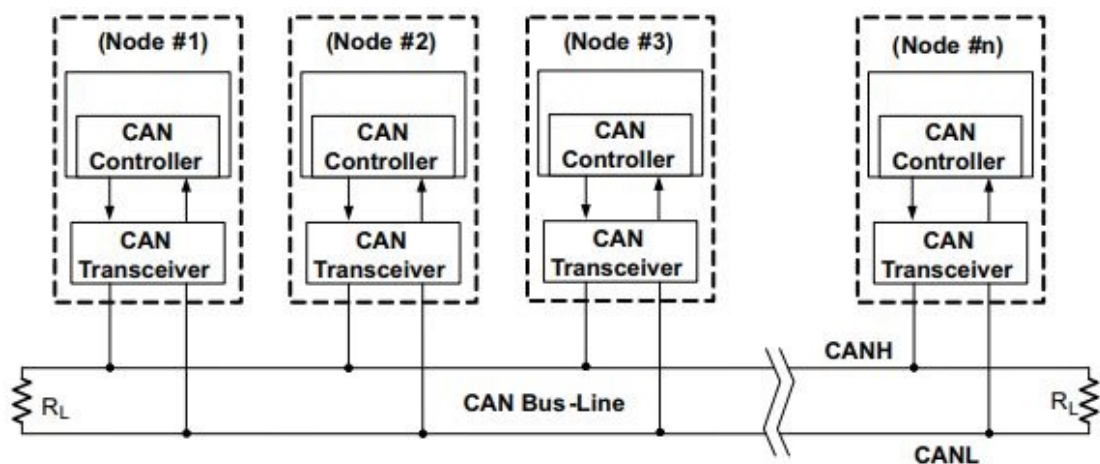 (Node #1)
(Node #2)
(Node #3)
(Node #n)
CAN
Controller
CAN
Controller
CAN
Controller
CAN
Controller
CAN
Transceiver
CAN
Transceiver
CAN
Transceiver
CAN
Transceiver
CANH
RL
CAN Bus-Line
RL
CANL